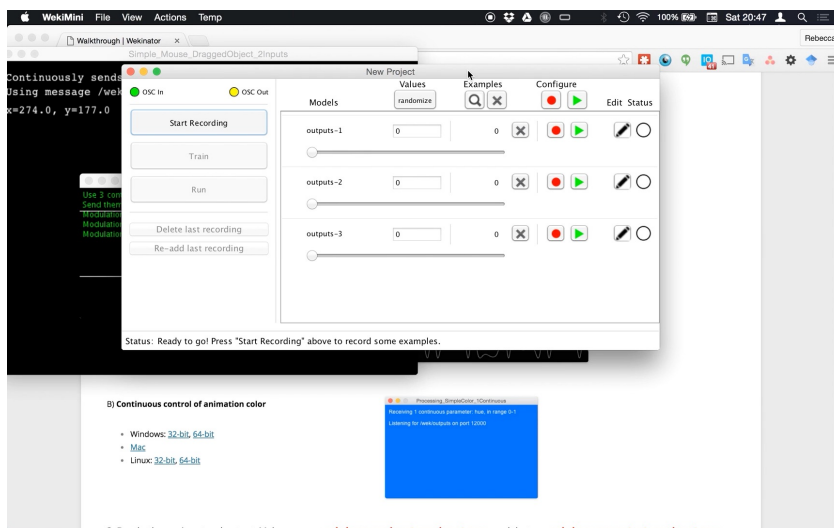 WekiMini File View Actions Temp
100% Sat 20:47
Walkthrough | Wekinator ×
Rebecca
Simple_Mouse_DraggedObject_2Inputs
Continuously sends
Using message /wek
x=274.0, y=177.0
New Project
OSC In OSC Out
Values Examples Configure
Models randomize Edit Status
Start Recording
Train
Run
Delete last recording
Re-add last recording
outputs-1 0 0
outputs-2 0 0
outputs-3 0 0
Status: Ready to go! Press "Start Recording" above to record some examples.
Use 3 con
Send them
Modulation
Modulation
Modulation
B) Continuous control of animation color
• Windows: 32-bit, 64-bit
• Mac
• Linux: 32-bit, 64-bit
Processing_SimpleColor_1Continuous
Receiving 1 continuous parameter: hue, in range 0-1
Listening for /wek/outputs on port 12000